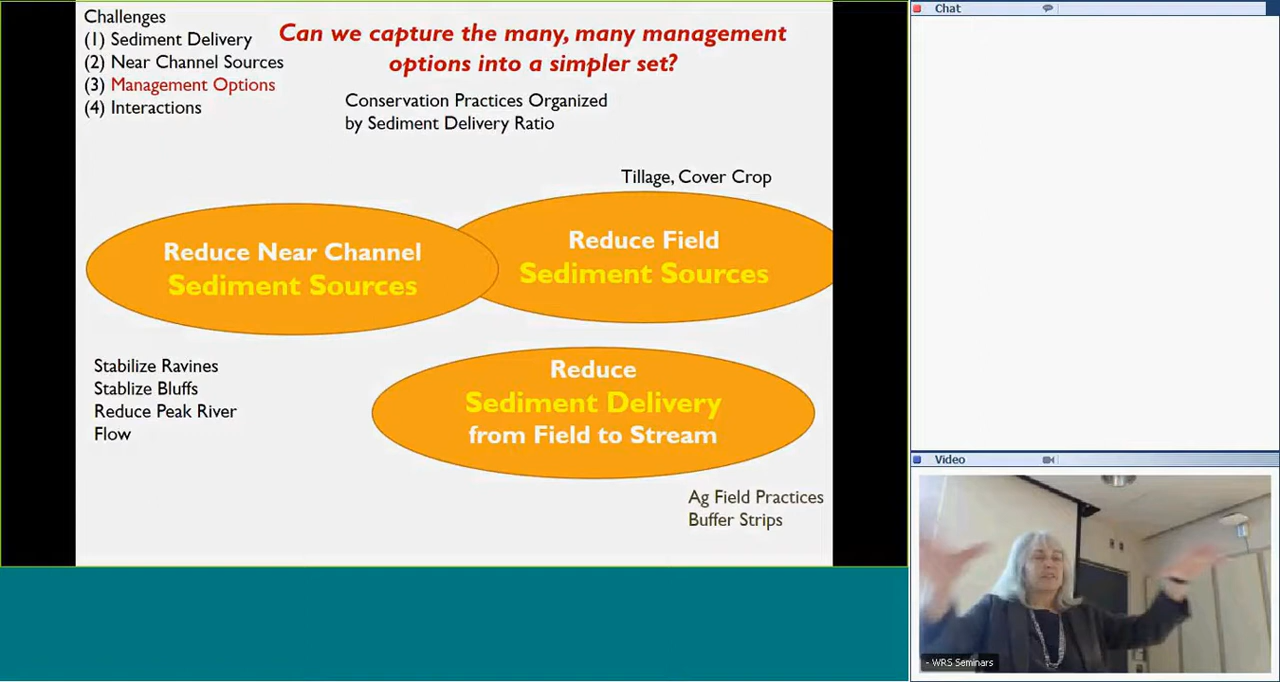 Challenges
(1) Sediment Delivery
(2) Near Channel Sources
(3) Management Options
(4) Interactions
Can we capture the many, many management
options into a simpler set?
Conservation Practices Organized
by Sediment Delivery Ratio
Tillage, Cover Crop
Reduce Near Channel
Sediment Sources
Reduce Field
Sediment Sources
Stabilize Ravines
Stablize Bluffs
Reduce Peak River
Flow
Reduce
Sediment Delivery
from Field to Stream
Ag Field Practices
Buffer Strips
Chat
Video
- WRS Seminars